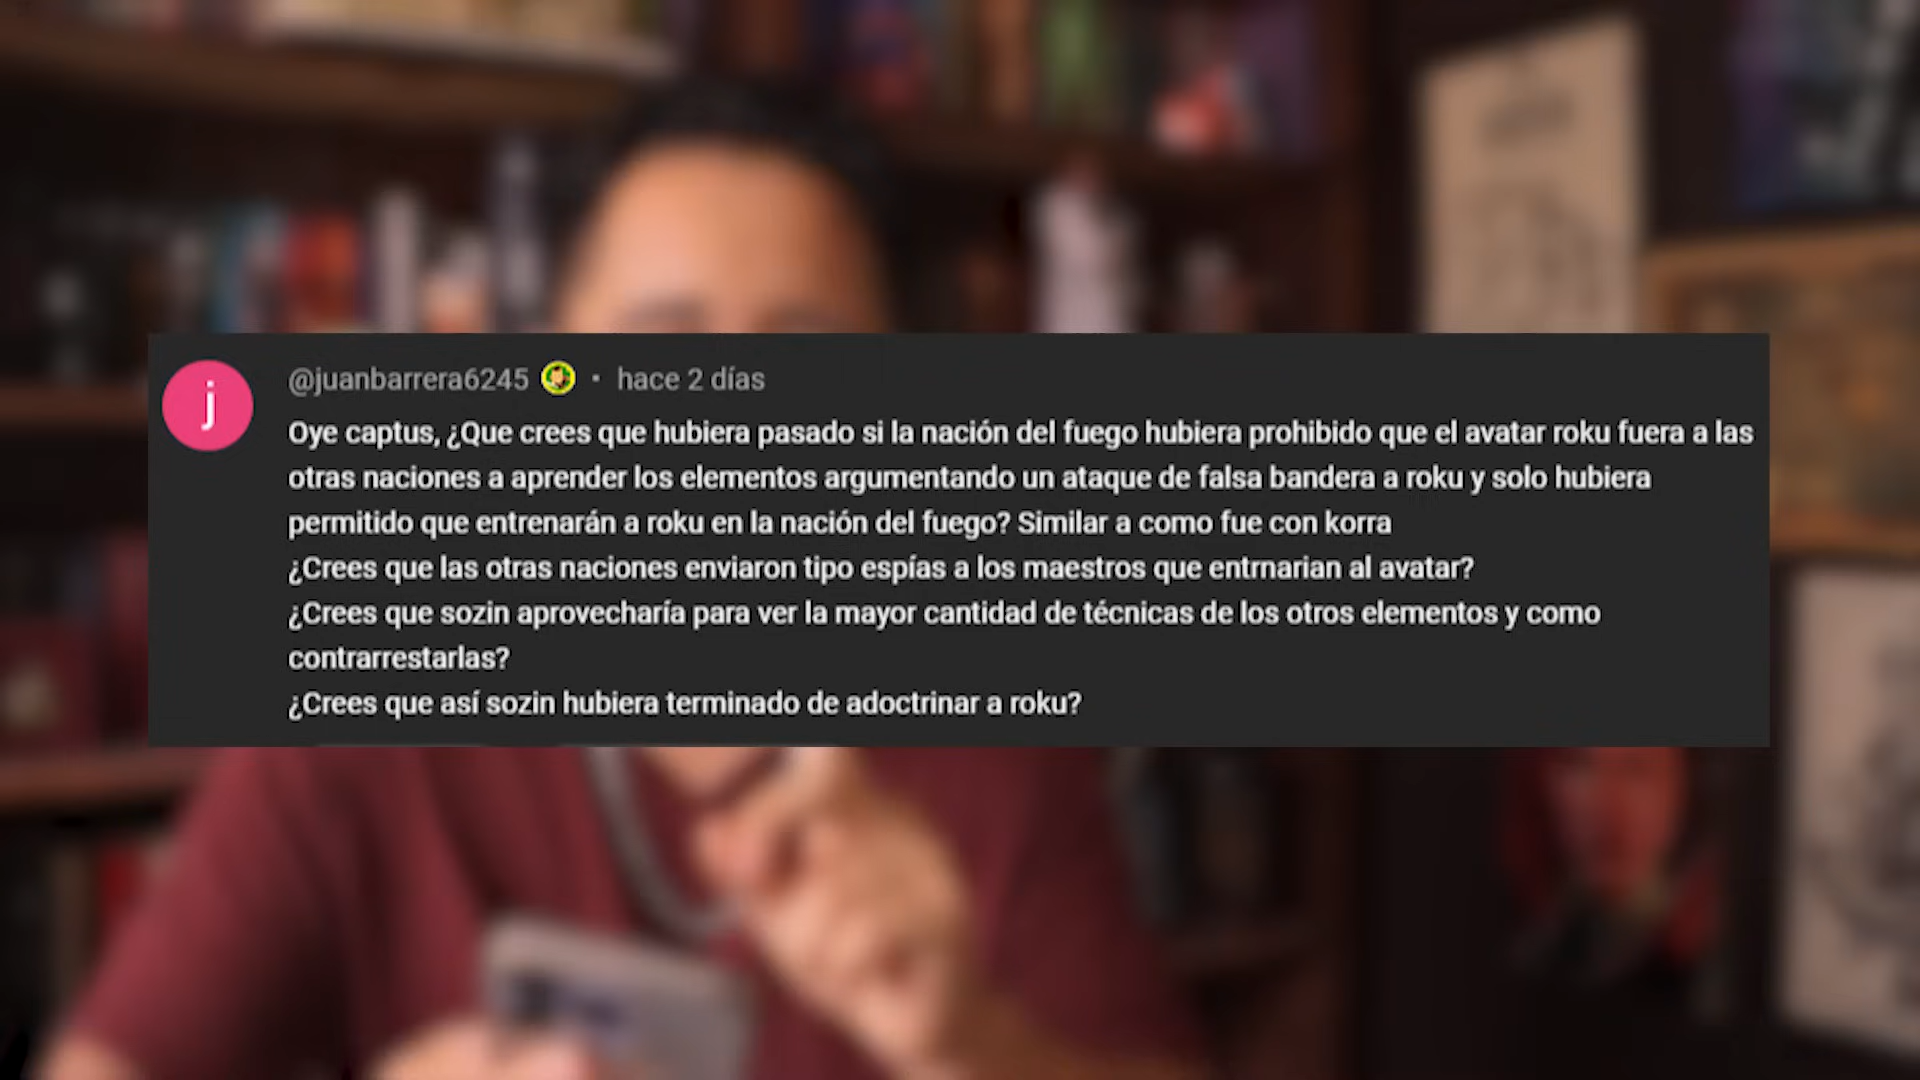 j
@juanbarrera6245 • hace 2 días
Oye captus, ¿Que crees que hubiera pasado si la nación del fuego hubiera prohibido que el avatar roku fuera a las
otras naciones a aprender los elementos argumentando un ataque de falsa bandera a roku y solo hubiera
permitido que entrenarán a roku en la nación del fuego? Similar a como fue con korra
¿Crees que las otras naciones enviaron tipo espías a los maestros que entrnarian al avatar?
¿Crees que sozin aprovecharía para ver la mayor cantidad de técnicas de los otros elementos y como
contrarrestarlas?
¿Crees que así sozin hubiera terminado de adoctrinar a roku?